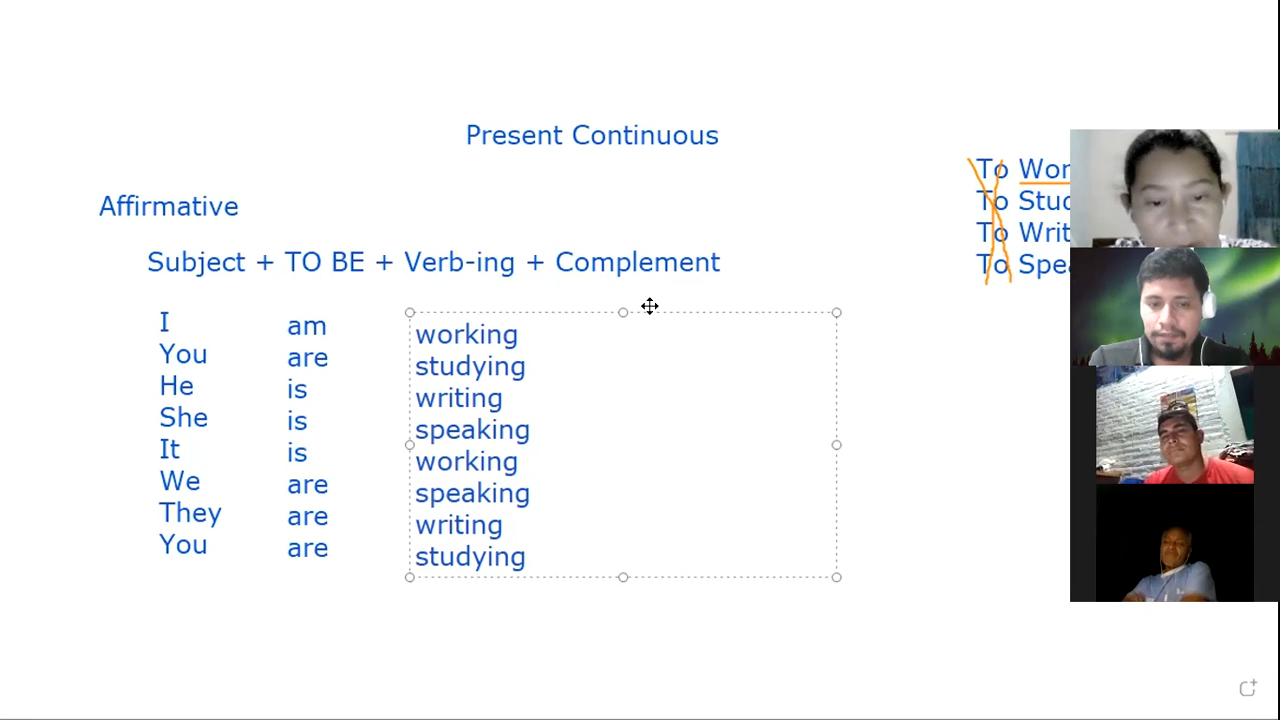 Present Continuous
Affirmative
Subject + TO BE + Verb-ing + Complement
I am working
You are studying
He is writing
She is speaking
It is working
We are speaking
They are writing
You are studying
To
To
To
To